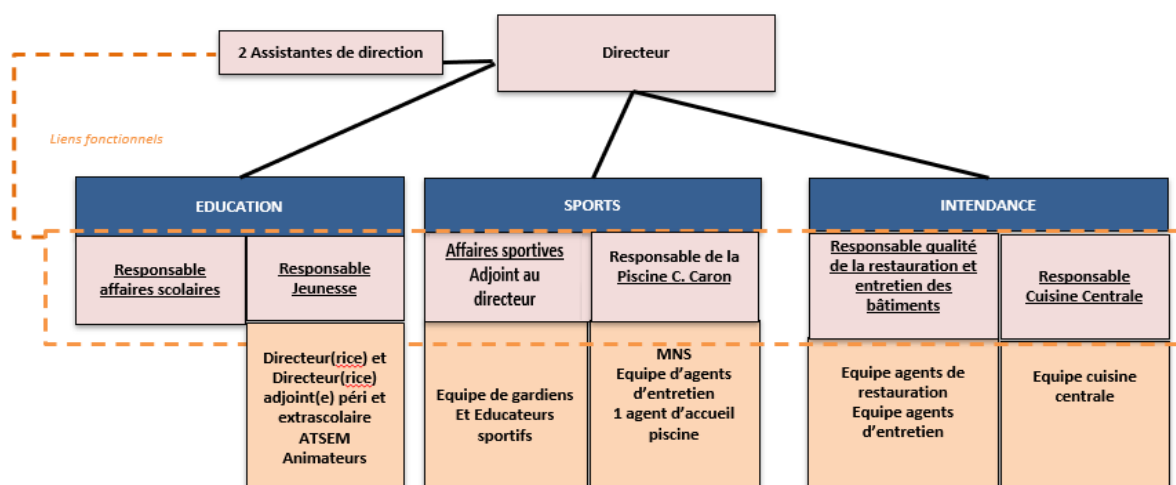 2 Assistantes de direction
Directeur
Liens fonctionnels
EDUCATION
SPORTS
INTENDANCE
Responsable
affaires scolaires
Responsable
Jeunesse
Affaires sportives
Adjoint au
directeur
Responsable de la
Piscine C. Caron
Responsable qualité
de la restauration et
entretien des
bâtiments
Responsable
Cuisine Centrale
Directeur(rice) et
Directeur(rice)
adjoint(e) péri et
extrascolaire
ATSEM
Animateurs
Equipe de gardiens
Et Educateurs
sportifs
MNS
Equipe d’agents
d’entretien
1 agent d’accueil
piscine
Equipe agents de
restauration
Equipe agents
d’entretien
Equipe cuisine
centrale